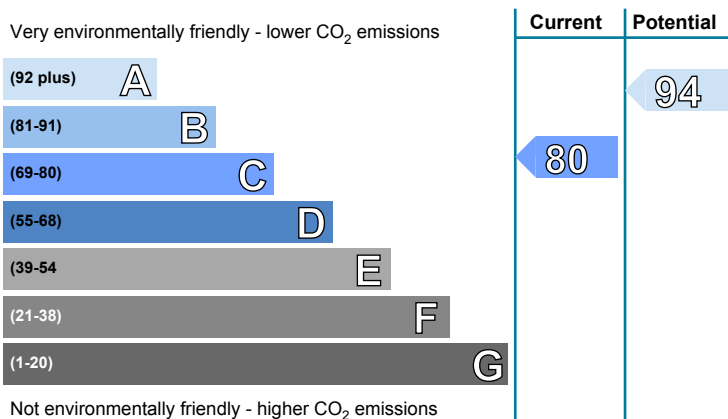 Very environmentally friendly - lower CO2 emissions
Current
Potential
(92 plus) A
(81-91) B
(69-80) C
(55-68) D
(39-54 E
(21-38) F
(1-20) G
80
94
Not environmentally friendly - higher CO2 emissions